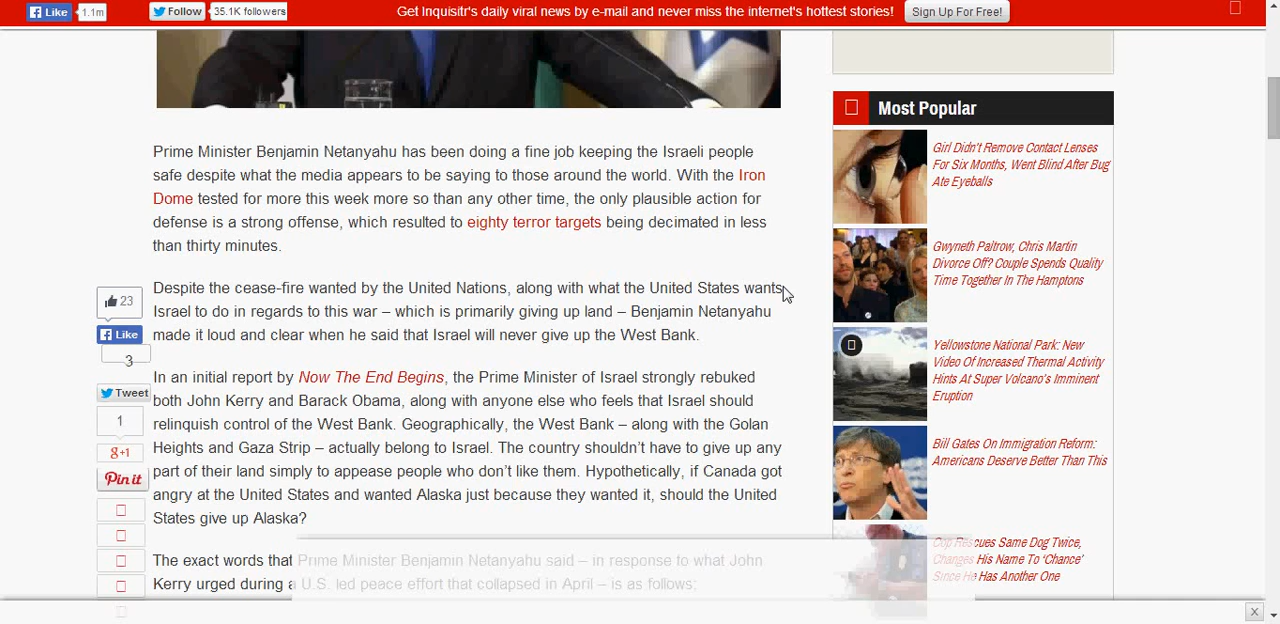 Like 1.1m Follow 35.1K followers Get Inquisitr's daily viral news by e-mail and never miss the internet's hottest stories! Sign Up For Free!
Most Popular
Prime Minister Benjamin Netanyahu has been doing a fine job keeping the Israeli people
safe despite what the media appears to be saying to those around the world. With the Iron
Dome tested for more this week more so than any other time, the only plausible action for
defense is a strong offense, which resulted to eighty terror targets being decimated in less
than thirty minutes.
Despite the cease-fire wanted by the United Nations, along with what the United States wants
Israel to do in regards to this war – which is primarily giving up land – Benjamin Netanyahu
made it loud and clear when he said that Israel will never give up the West Bank.
In an initial report by Now The End Begins, the Prime Minister of Israel strongly rebuked
both John Kerry and Barack Obama, along with anyone else who feels that Israel should
relinquish control of the West Bank. Geographically, the West Bank – along with the Golan
Heights and Gaza Strip – actually belong to Israel. The country shouldn't have to give up any
part of their land simply to appease people who don't like them. Hypothetically, if Canada got
angry at the United States and wanted Alaska just because they wanted it, should the United
States give up Alaska?
The exact words that Prime Minister Benjamin Netanyahu said – in response to what John
Kerry urged during a U.S. led peace effort that collapsed in April – is as follows:
23
Like
3
Tweet
1
g+1
Pin it
Girl Didn't Remove Contact Lenses
For Six Months, Went Blind After Bug
Ate Eyeballs
Gwyneth Paltrow, Chris Martin
Divorce Off? Couple Spends Quality
Time Together In The Hamptons
Yellowstone National Park: New
Video Of Increased Thermal Activity
Hints At Super Volcano's Imminent
Eruption
Bill Gates On Immigration Reform:
Americans Deserve Better Than This
Cop Rescues Same Dog Twice,
Changes His Name To 'Chance'
Since He Has Another One
X